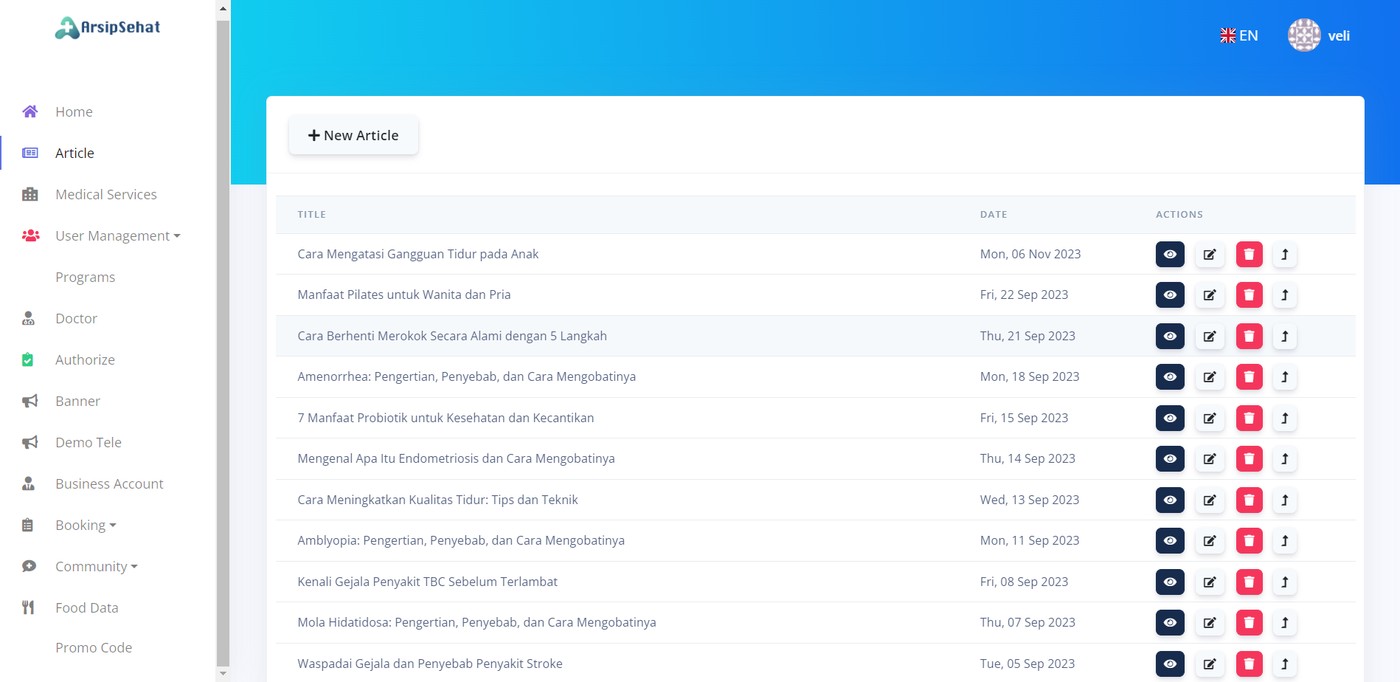 ArsipSehat
EN
veli
Home
Article
Medical Services
User Management
Programs
Doctor
Authorize
Banner
Demo Tele
Business Account
Booking
Community
Food Data
Promo Code
New Article
TITLE DATE ACTIONS
Cara Mengatasi Gangguan Tidur pada Anak Mon, 06 Nov 2023
Manfaat Pilates untuk Wanita dan Pria Fri, 22 Sep 2023
Cara Berhenti Merokok Secara Alami dengan 5 Langkah Thu, 21 Sep 2023
Amenorrhea: Pengertian, Penyebab, dan Cara Mengobatinya Mon, 18 Sep 2023
7 Manfaat Probiotik untuk Kesehatan dan Kecantikan Fri, 15 Sep 2023
Mengenal Apa Itu Endometriosis dan Cara Mengobatinya Thu, 14 Sep 2023
Cara Meningkatkan Kualitas Tidur: Tips dan Teknik Wed, 13 Sep 2023
Amblyopia: Pengertian, Penyebab, dan Cara Mengobatinya Mon, 11 Sep 2023
Kenali Gejala Penyakit TBC Sebelum Terlambat Fri, 08 Sep 2023
Mola Hidatidosa: Pengertian, Penyebab, dan Cara Mengobatinya Thu, 07 Sep 2023
Waspadai Gejala dan Penyebab Penyakit Stroke Tue, 05 Sep 2023